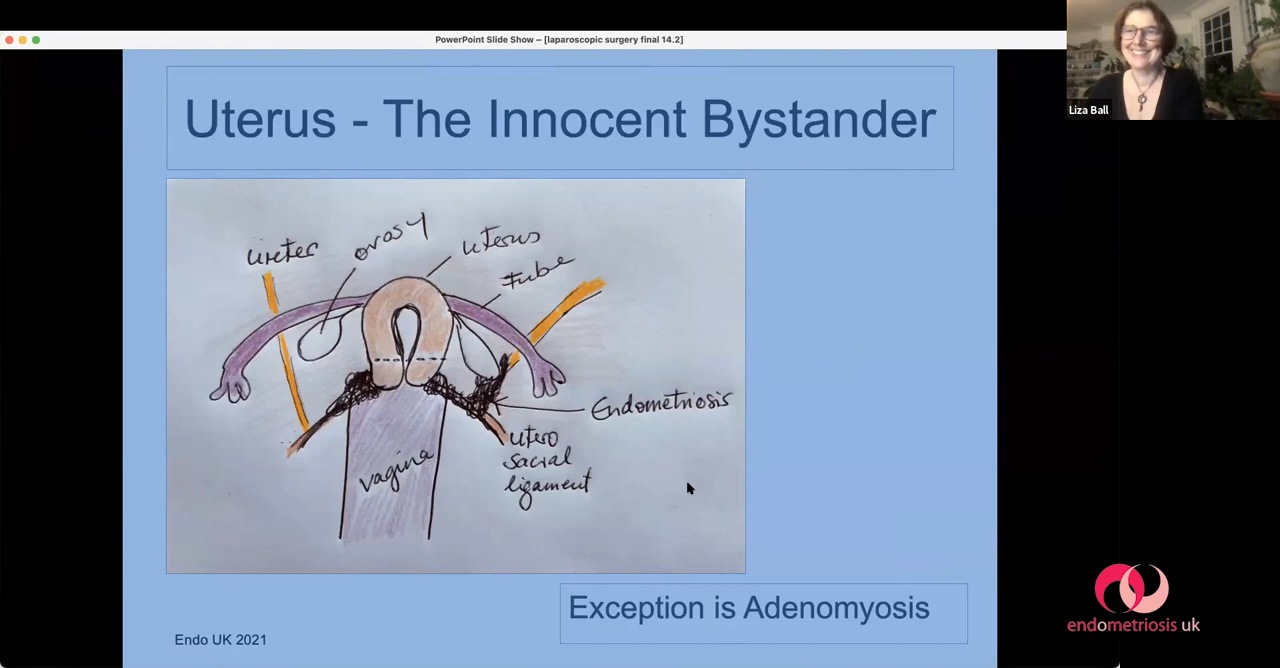 PowerPoint Slide Show – [laparoscopic surgery final 14.2]
Liza Ball
Uterus - The Innocent Bystander
Ureter
ovary
uterus
tube
Endometriosis
utero
sacral
ligament
vagina
Exception is Adenomyosis
Endo UK 2021
endometriosis uk